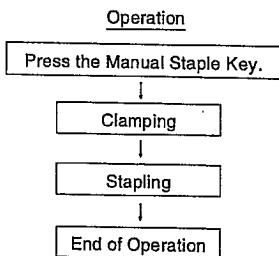 Operation
Press the Manual Staple Key.
Clamping
Stapling
End of Operation